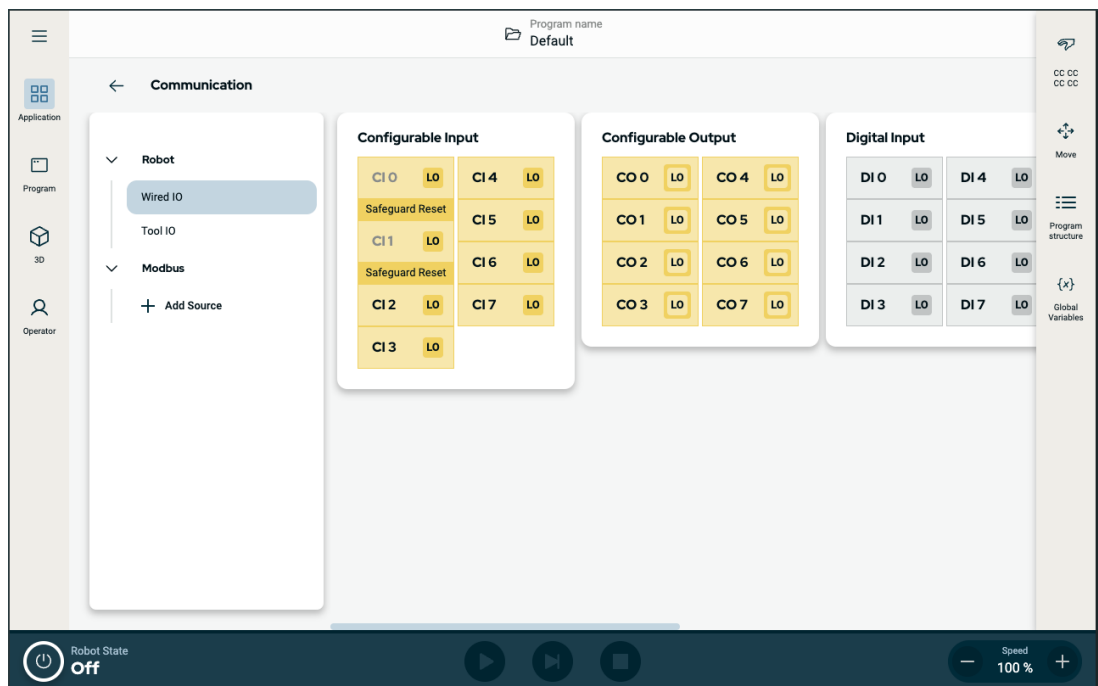 Program name
Default
Application
Program
3D
Operator
Communication
Robot
Wired IO
Tool IO
Modbus
Add Source
Configurable Input
CI 0 LO CI 4 LO
Safeguard Reset
CI 5 LO
CI 1 LO
CI 6 LO
Safeguard Reset
CI 2 LO CI 7 LO
CI 3 LO
Configurable Output
CO 0 LO CO 4 LO
CO 1 LO CO 5 LO
CO 2 LO CO 6 LO
CO 3 LO CO 7 LO
Digital Input
DI 0 LO DI 4 LO
DI 1 LO DI 5 LO
DI 2 LO DI 6 LO
DI 3 LO DI 7 LO
CC CC
CC CC
Move
Program
structure
{x}
Global
Variables
Robot State
Off
Speed
100 %